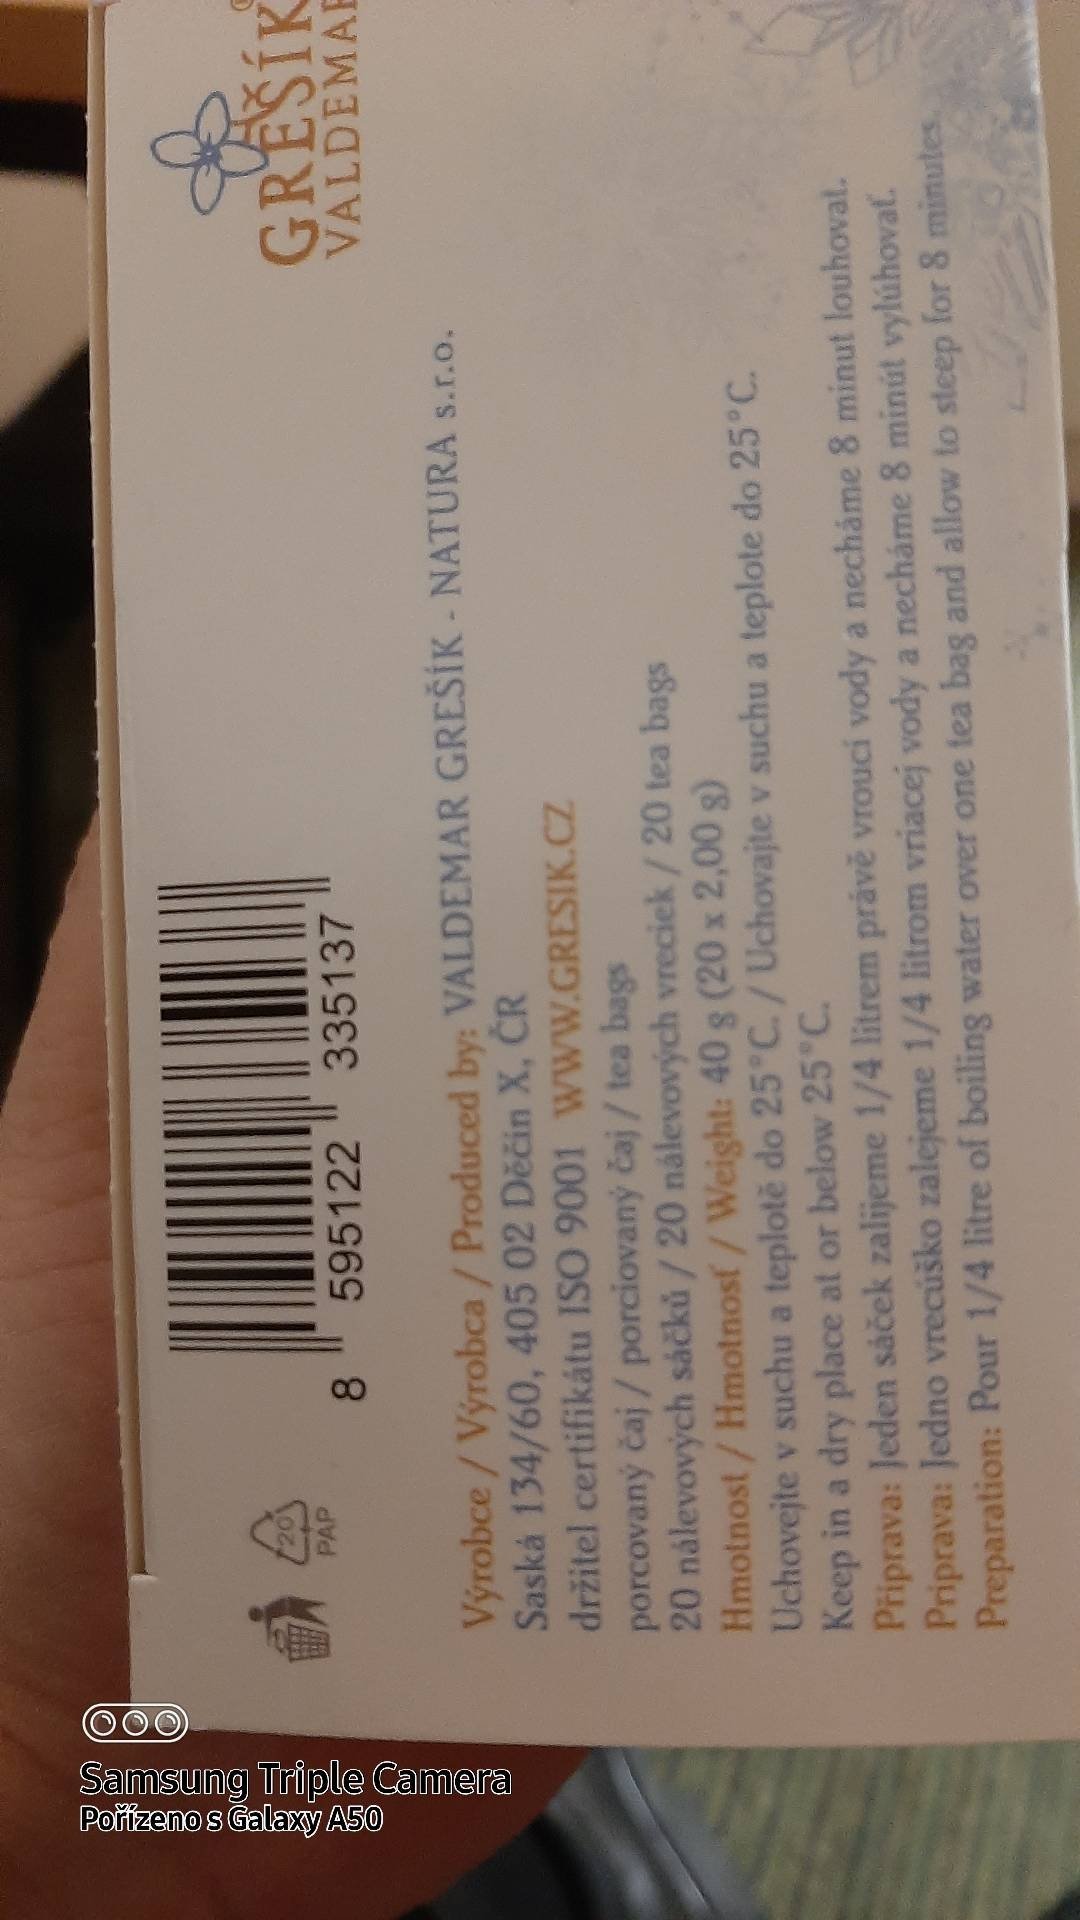 GREŠÍK®
VALDEMAR
8 595122 335137
20
PAP
Výrobce / Výrobca / Produced by: VALDEMAR GREŠÍK - NATURA s.r.o.
Saská 134/60, 405 02 Děčín X, ČR
držitel certifikátu ISO 9001 WWW.GRESIK.CZ
porcovaný čaj / porciovaný čaj / tea bags
20 nálevových sáčků / 20 nálevových vreciek / 20 tea bags
Hmotnost / Hmotnosť / Weight: 40 g (20 x 2,00 g)
Uchovejte v suchu a teplotě do 25°C. / Uchovajte v suchu a teplote do 25°C.
Keep in a dry place at or below 25°C.
Příprava: Jeden sáček zalijeme 1/4 litrem právě vroucí vody a necháme 8 minut louhovat.
Príprava: Jedno vrecúško zalejeme 1/4 litrom vriacej vody a necháme 8 minút vylúhovať.
Preparation: Pour 1/4 litre of boiling water over one tea bag and allow to steep for 8 minutes.
Samsung Triple Camera
Pořízeno s Galaxy A50